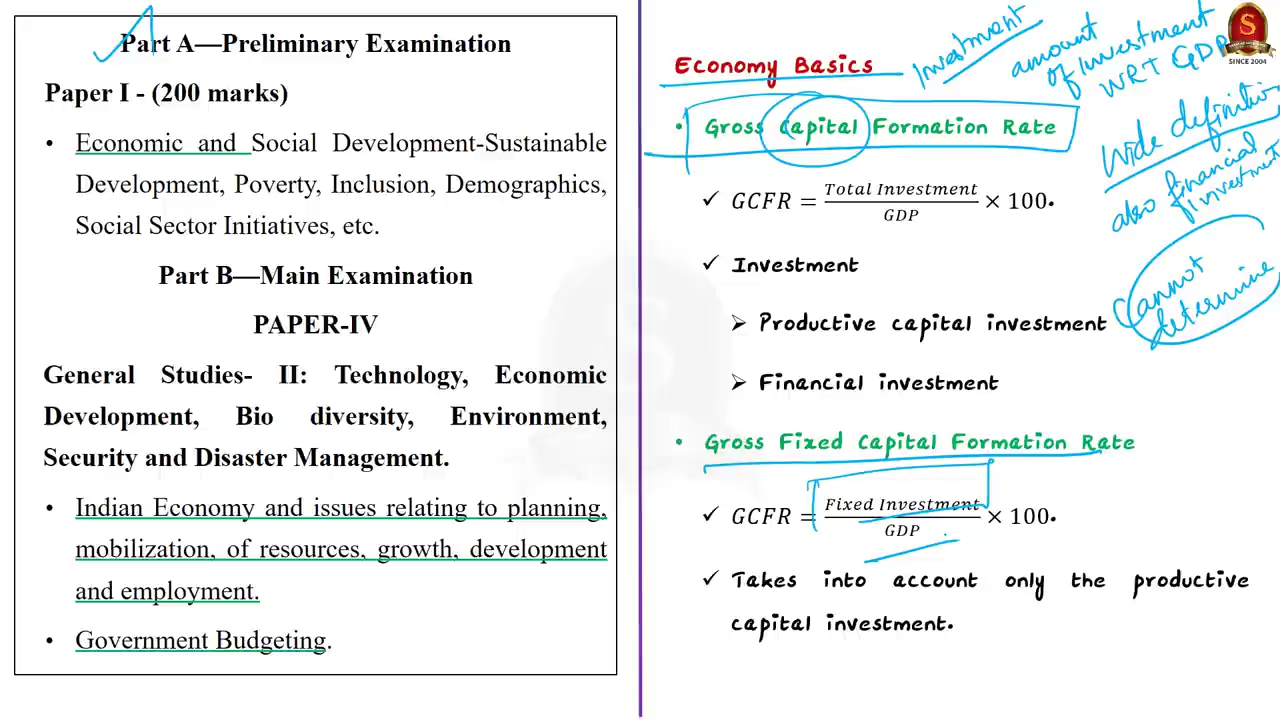 Part A—Preliminary Examination
Paper I - (200 marks)
• Economic and Social Development-Sustainable
Development, Poverty, Inclusion, Demographics,
Social Sector Initiatives, etc.
Part B—Main Examination
PAPER-IV
General Studies- II: Technology, Economic
Development, Bio diversity, Environment,
Security and Disaster Management.
• Indian Economy and issues relating to planning,
mobilization, of resources, growth, development
and employment.
• Government Budgeting.
Economy Basics
Investment
amount
of investment
WRT GDP
S
SINCE 2004
• Gross Capital Formation Rate
Wide definition
also financial
investment
Cannot
determine
✓ GCFR = Total Investment / GDP × 100.
✓ Investment
➢ Productive capital investment
➢ Financial investment
• Gross Fixed Capital Formation Rate
✓ GCFR = Fixed Investment / GDP × 100.
✓ Takes into account only the productive
capital investment.